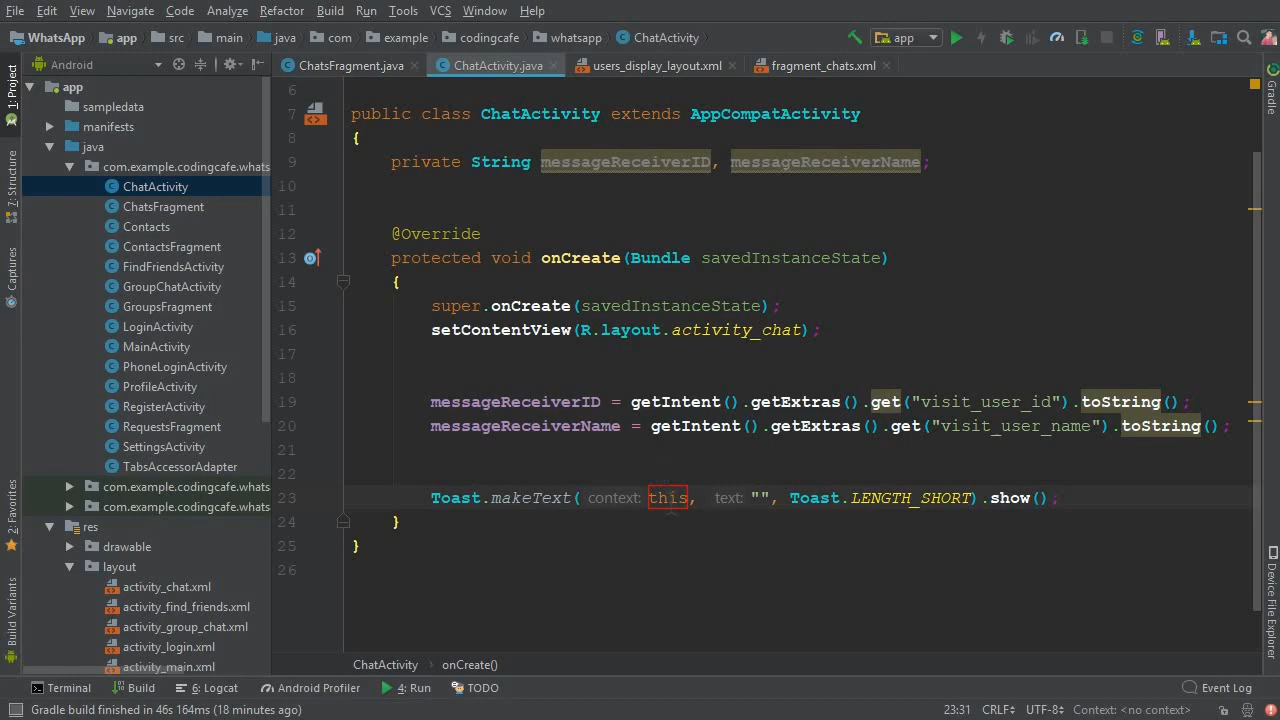 File Edit View Navigate Code Analyze Refactor Build Run Tools VCS Window Help
WhatsApp app src main java com example codingcafe whatsapp ChatActivity app
Android ChatsFragment.java ChatActivity.java users_display_layout.xml fragment_chats.xml
1: Project
7: Structure
Captures
2: Favorites
Build Variants
app
sampledata
manifests
java
com.example.codingcafe.whats
ChatActivity
ChatsFragment
Contacts
ContactsFragment
FindFriendsActivity
GroupChatActivity
GroupsFragment
LoginActivity
MainActivity
PhoneLoginActivity
ProfileActivity
RegisterActivity
RequestsFragment
SettingsActivity
TabsAccessorAdapter
com.example.codingcafe.whats
com.example.codingcafe.whats
res
drawable
layout
activity_chat.xml
activity_find_friends.xml
activity_group_chat.xml
activity_login.xml
activity_main.xml
6
7 public class ChatActivity extends AppCompatActivity
8 {
9 private String messageReceiverID, messageReceiverName;
10
11
12 @Override
13 protected void onCreate(Bundle savedInstanceState)
14 {
15 super.onCreate(savedInstanceState);
16 setContentView(R.layout.activity_chat);
17
18
19 messageReceiverID = getIntent().getExtras().get("visit_user_id").toString();
20 messageReceiverName = getIntent().getExtras().get("visit_user_name").toString();
21
22
23 Toast.makeText( context: this, text: "", Toast.LENGTH_SHORT).show();
24 }
25 }
26
Gradle
Device File Explorer
ChatActivity onCreate()
Terminal Build 6: Logcat Android Profiler 4: Run TODO Event Log
Gradle build finished in 46s 164ms (18 minutes ago) 23:31 CRLF UTF-8 Context: <no context>